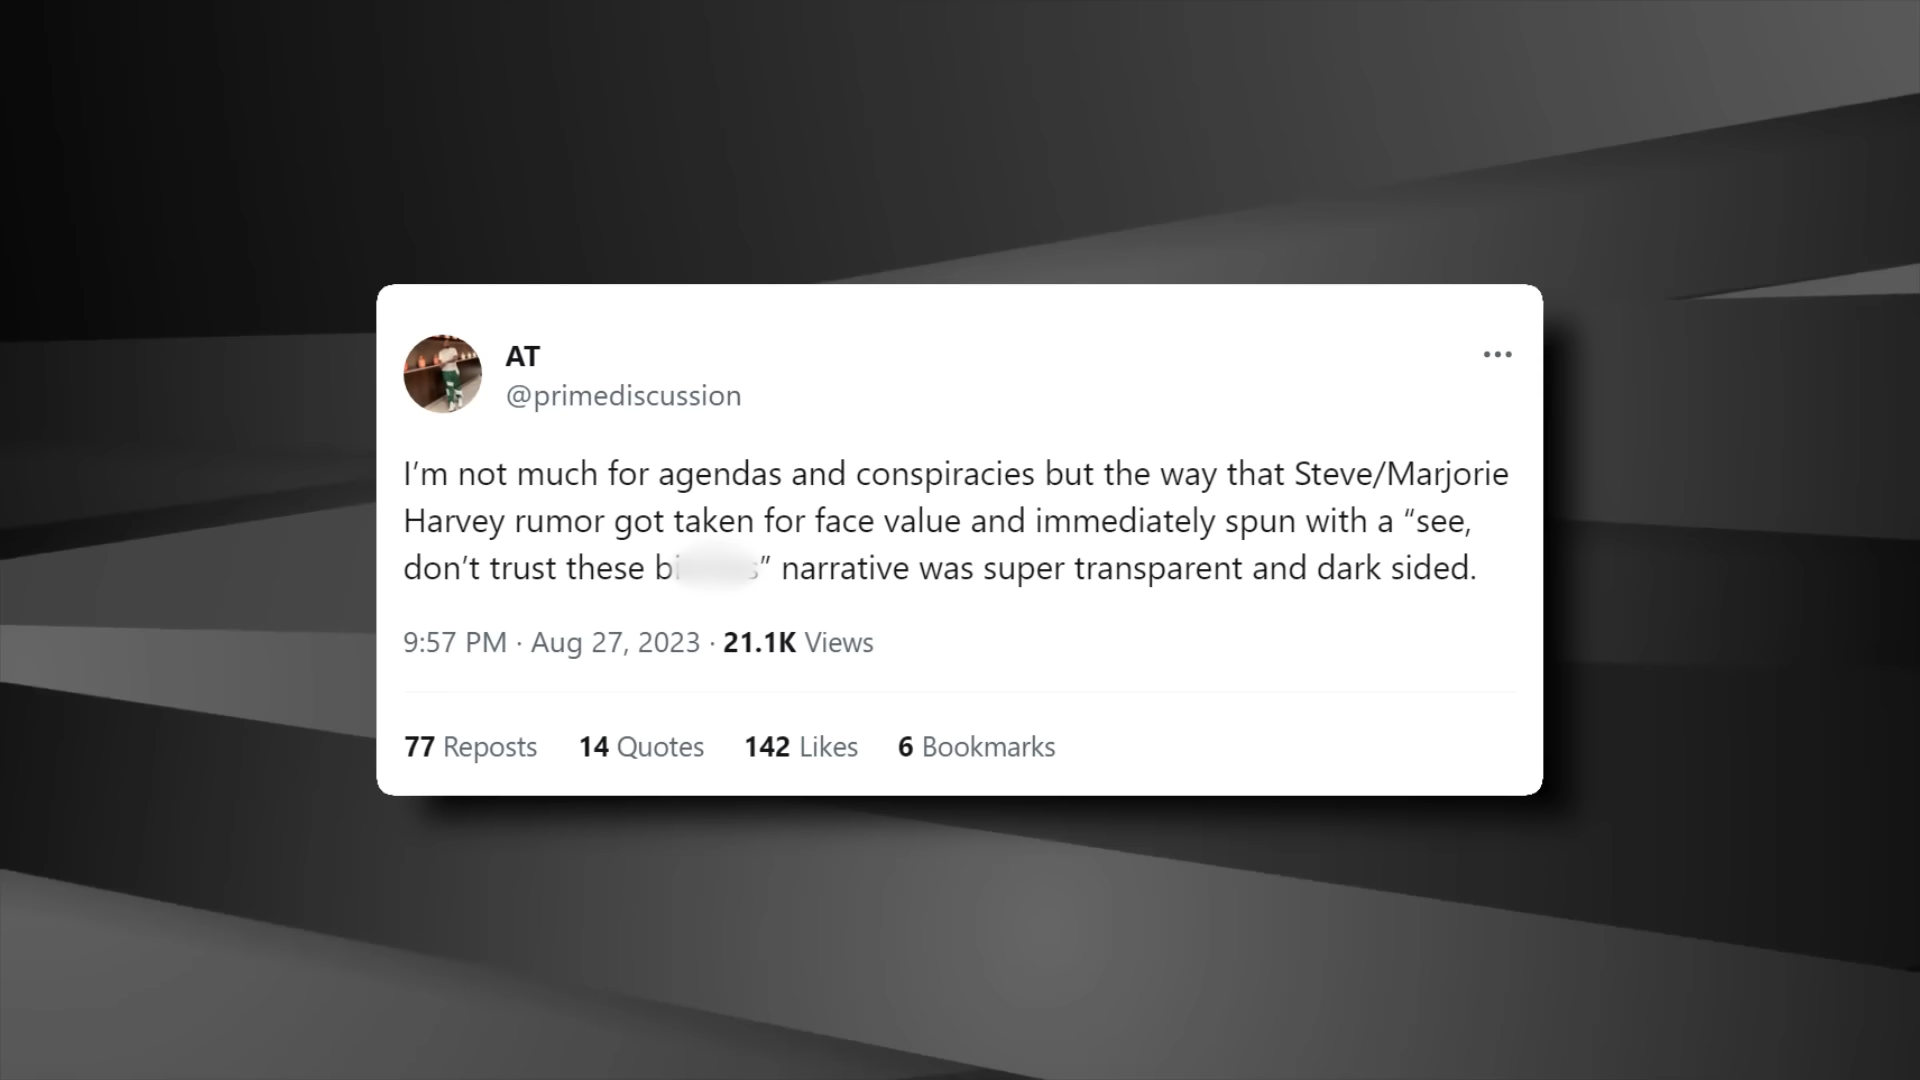 AT
@primediscussion
I’m not much for agendas and conspiracies but the way that Steve/Marjorie
Harvey rumor got taken for face value and immediately spun with a “see,
don’t trust these ” narrative was super transparent and dark sided.
9:57 PM · Aug 27, 2023 · 21.1K Views
77 Reposts 14 Quotes 142 Likes 6 Bookmarks